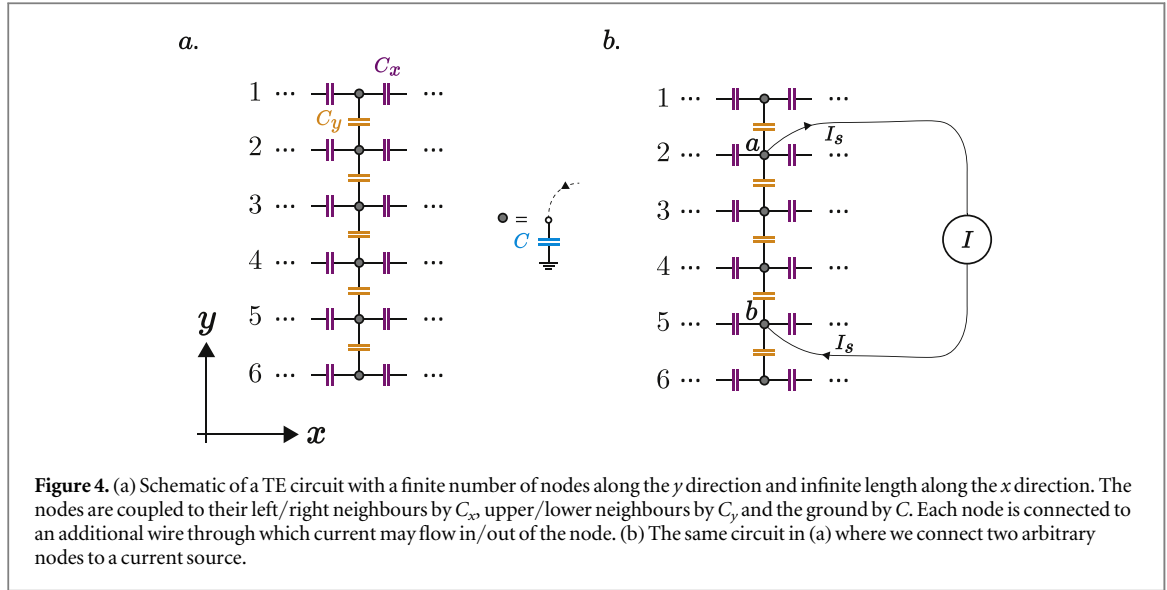 a.
b.
C_x
1 ... ...
C_y
2 ... ...
3 ... ...
4 ... ...
5 ... ...
6 ... ...
y
x
= C
1 ... ...
a I_s
2 ... ...
3 ... ...
I
4 ... ...
b
5 ... ...
I_s
6 ... ...
Figure 4. (a) Schematic of a TE circuit with a finite number of nodes along the y direction and infinite length along the x direction. The
nodes are coupled to their left/right neighbours by C_x, upper/lower neighbours by C_y and the ground by C. Each node is connected to
an additional wire through which current may flow in/out of the node. (b) The same circuit in (a) where we connect two arbitrary
nodes to a current source.